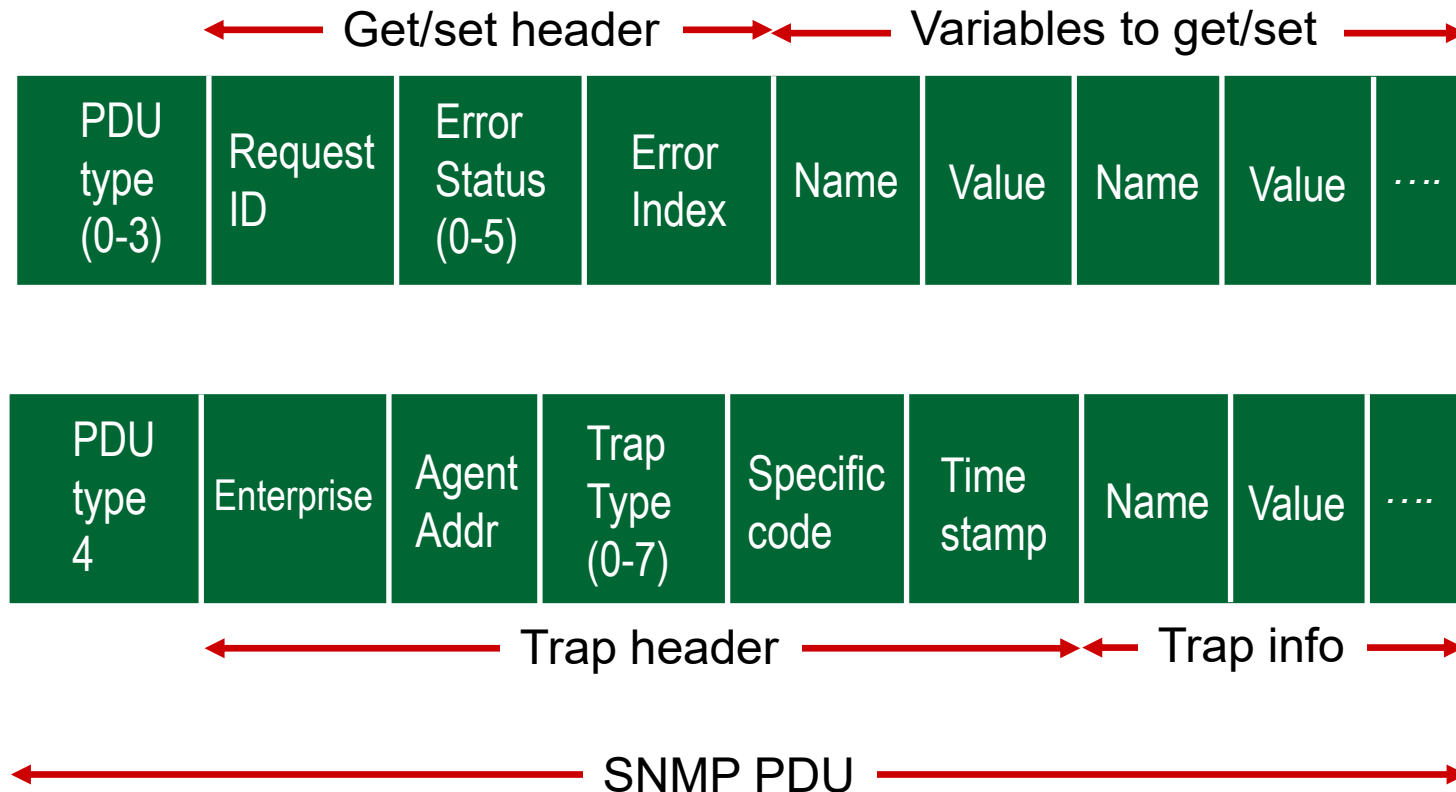 Get/set header
Variables to get/set
PDU
type
(0-3)
Request
ID
Error
Status
(0-5)
Error
Index
Name
Value
Name
Value
....
PDU
type
4
Enterprise
Agent
Addr
Trap
Type
(0-7)
Specific
code
Time
stamp
Name
Value
....
Trap header
Trap info
SNMP PDU